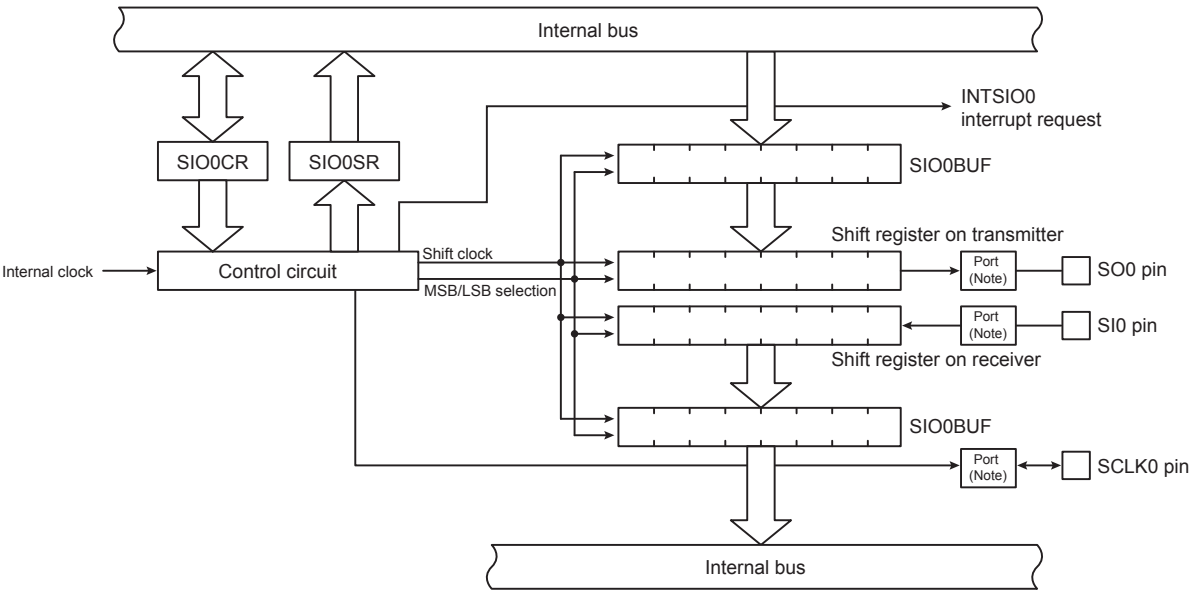 Internal bus
INTSIO0
interrupt request
SIO0CR
SIO0SR
SIO0BUF
Shift register on transmitter
Internal clock
Control circuit
Shift clock
MSB/LSB selection
Port
(Note)
SO0 pin
Port
(Note)
SI0 pin
Shift register on receiver
SIO0BUF
Port
(Note)
SCLK0 pin
Internal bus